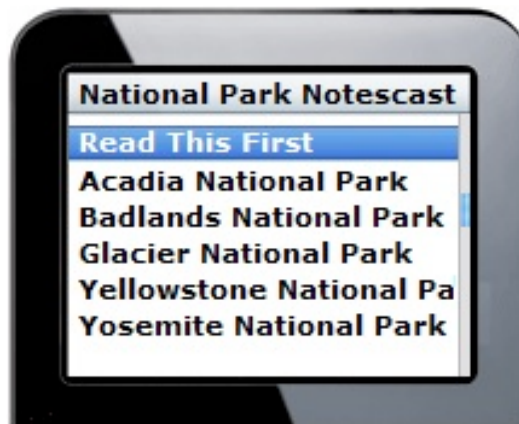 National Park Notescast
Read This First
Acadia National Park
Badlands National Park
Glacier National Park
Yellowstone National Pa
Yosemite National Park